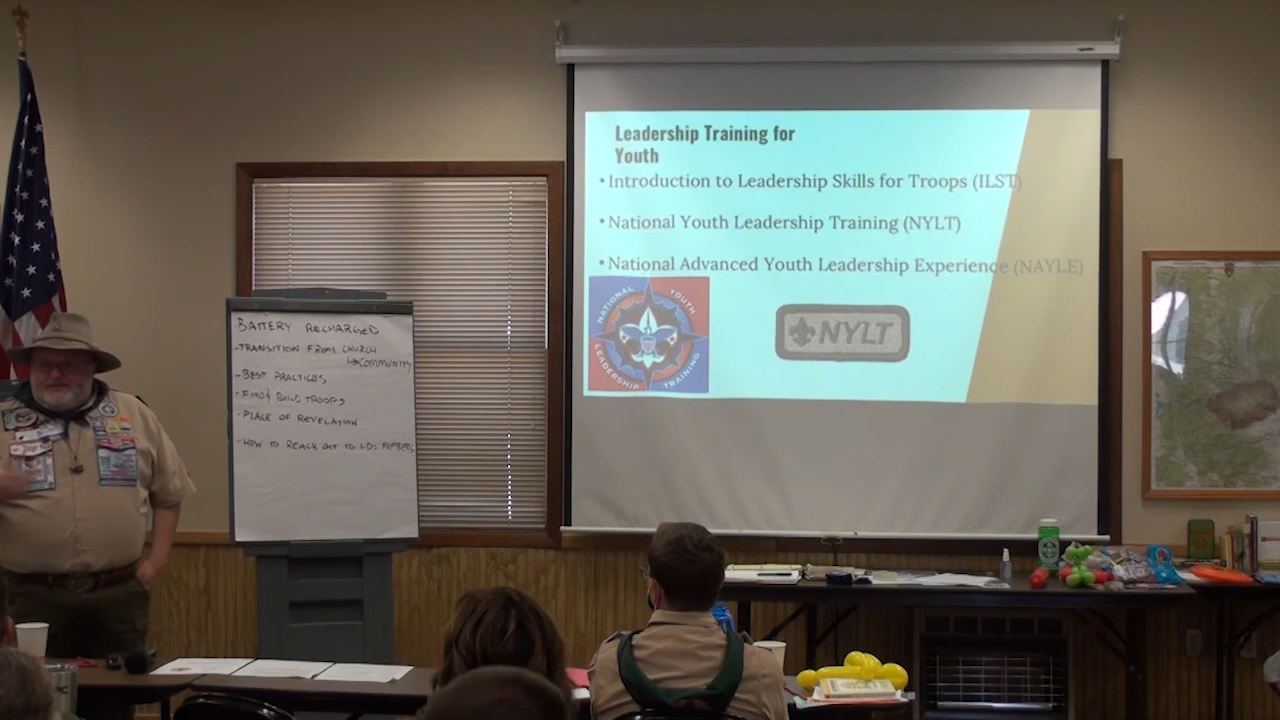 Leadership Training for
Youth
• Introduction to Leadership Skills for Troops (ILST)
• National Youth Leadership Training (NYLT)
• National Advanced Youth Leadership Experience (NAYLE)
NATIONAL YOUTH
LEADERSHIP TRAINING
NYLT
-BATTERY RECHARGED
-TRANSITION FROM CHURCH
↳COMMUNITY
-BEST PRACTICES
-FIND & BUILD TROOPS
-PLACE OF REVELATION
-HOW TO REACH OUT TO LDS MEMBERS